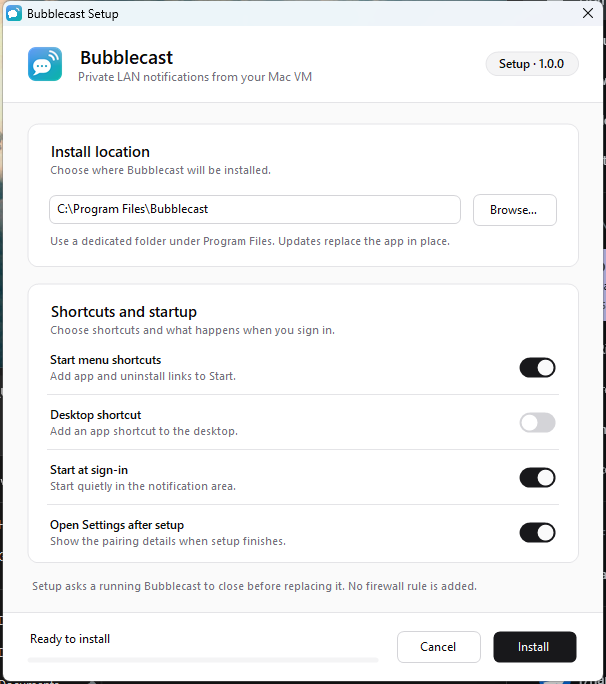 Bubblecast Setup
Bubblecast
Private LAN notifications from your Mac VM
Setup · 1.0.0
Install location
Choose where Bubblecast will be installed.
C:\Program Files\Bubblecast
Browse...
Use a dedicated folder under Program Files. Updates replace the app in place.
Shortcuts and startup
Choose shortcuts and what happens when you sign in.
Start menu shortcuts
Add app and uninstall links to Start.
Desktop shortcut
Add an app shortcut to the desktop.
Start at sign-in
Start quietly in the notification area.
Open Settings after setup
Show the pairing details when setup finishes.
Setup asks a running Bubblecast to close before replacing it. No firewall rule is added.
Ready to install
Cancel
Install